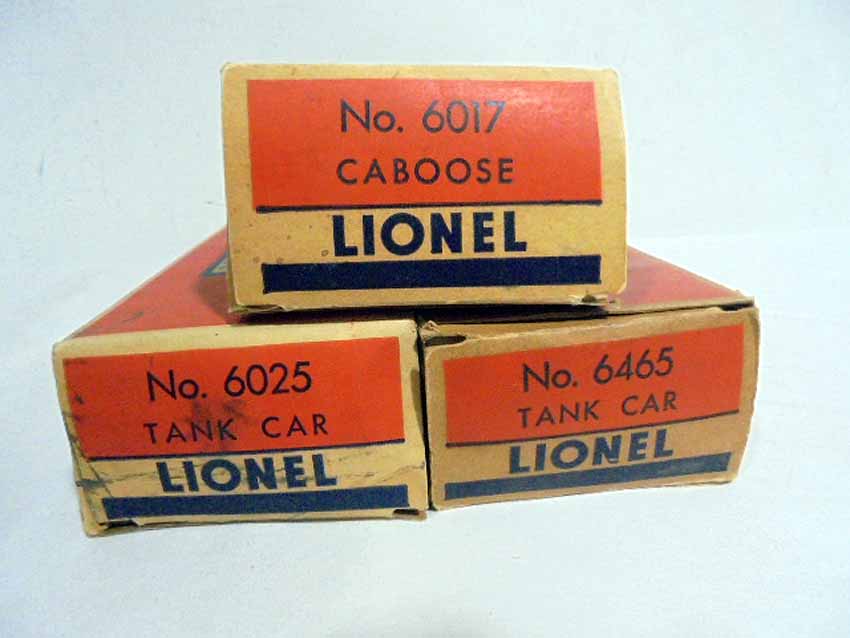 No. 6017
CABOOSE
LIONEL
No. 6025
TANK CAR
LIONEL
No. 6465
TANK CAR
LIONEL